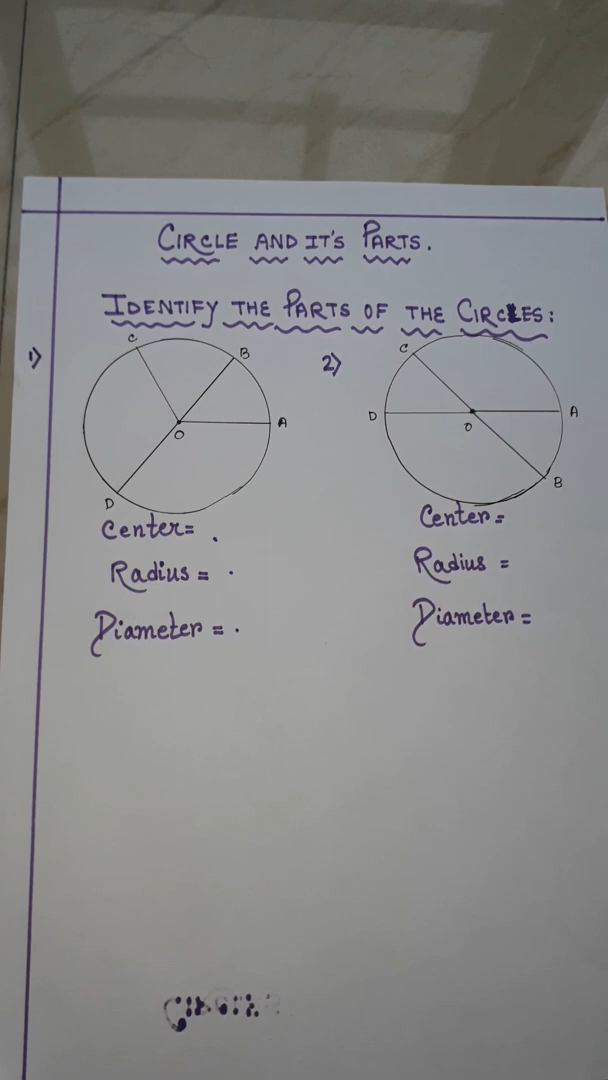 CIRCLE AND IT'S PARTS.
IDENTIFY THE PARTS OF THE CIRCLES:
1)
C
B
A
O
D
Center= .
Radius = .
Diameter = .
2)
C
D
A
O
B
Center=
Radius =
Diameter=